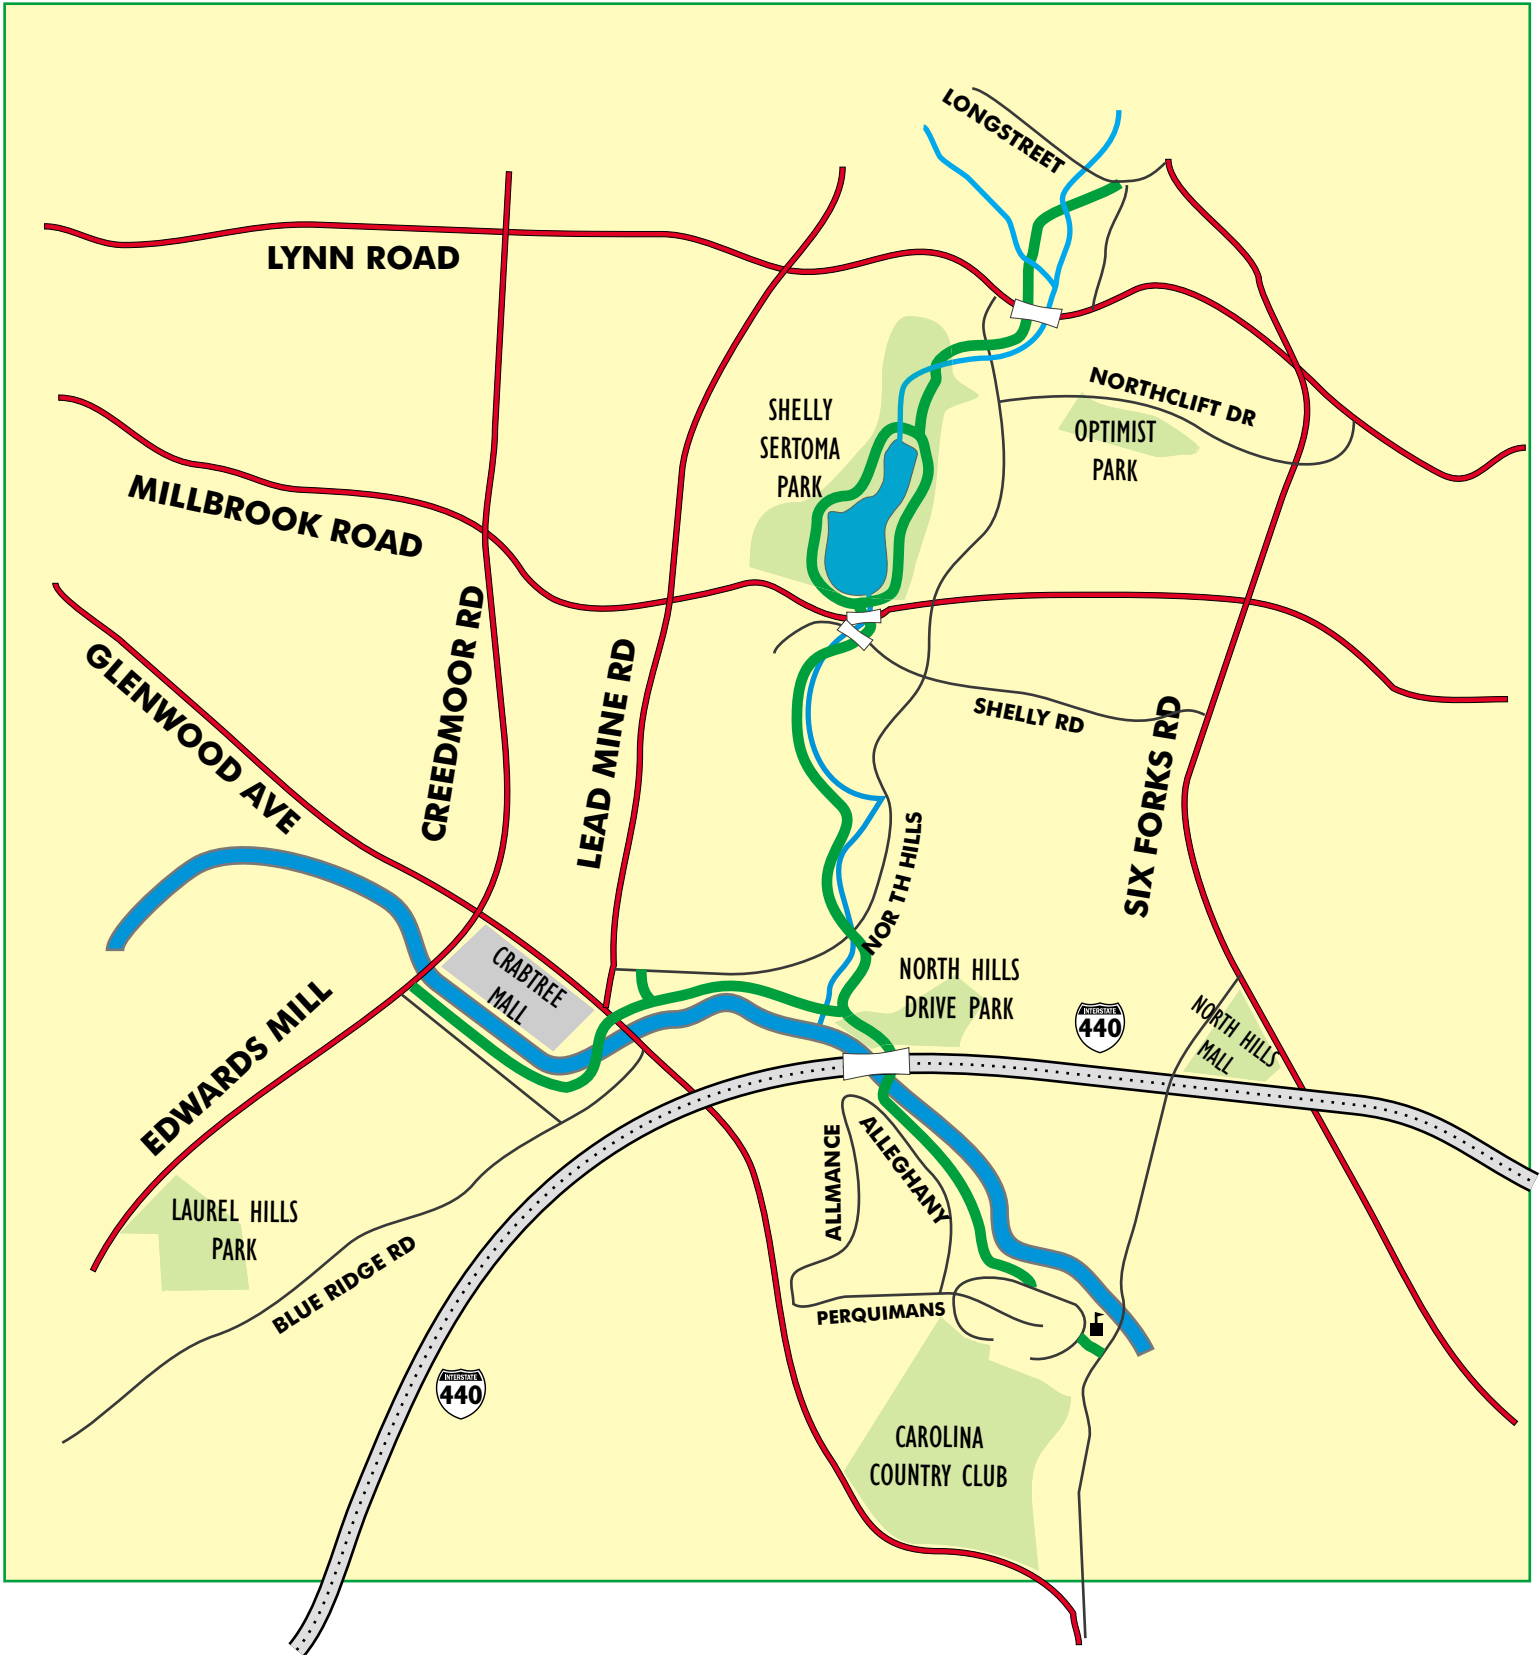 LONGSTREET
LYNN ROAD
NORTHCLIFT DR
SHELLY
SERTOMA
PARK
OPTIMIST
PARK
MILLBROOK ROAD
CREEDMOOR RD
GLENWOOD AVE
LEAD MINE RD
SHELLY RD
SIX FORKS RD
NOR TH HILLS
CRABTREE
MALL
NORTH HILLS
DRIVE PARK
INTERSTATE
440
NORTH HILLS
MALL
EDWARDS MILL
ALLMANCE
ALLEGHANY
LAUREL HILLS
PARK
BLUE RIDGE RD
PERQUIMANS
INTERSTATE
440
CAROLINA
COUNTRY CLUB